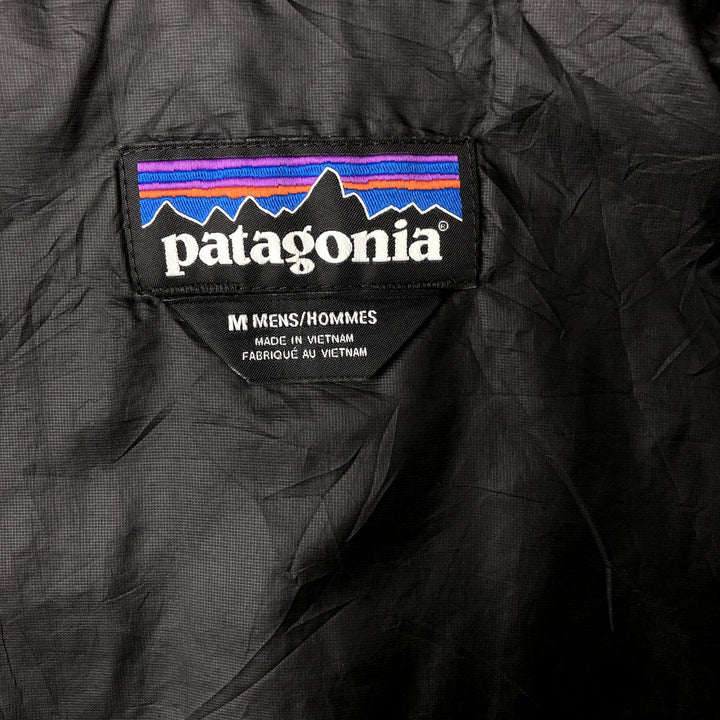 patagonia®
M MENS/HOMMES
MADE IN VIETNAM
FABRIQUÉ AU VIETNAM